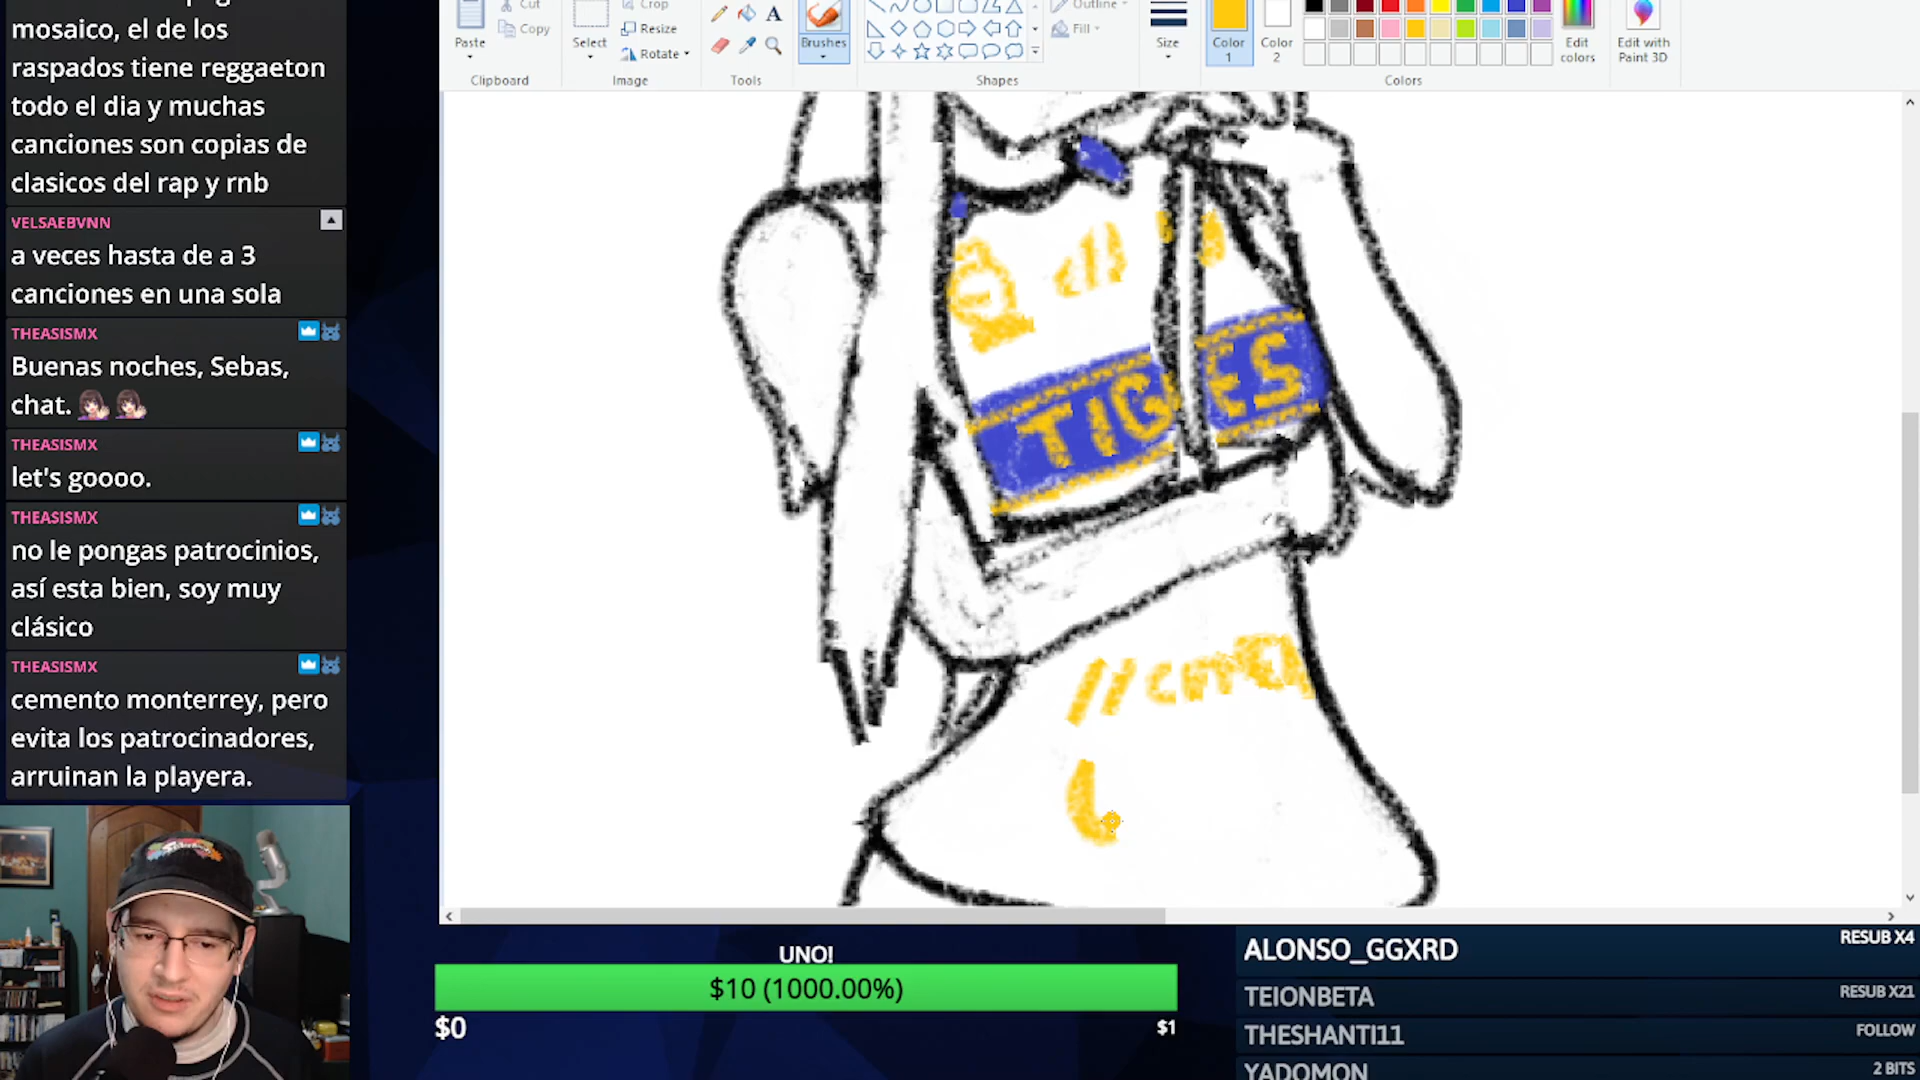 mosaico, el de los
raspados tiene reggaeton
todo el dia y muchas
canciones son copias de
clasicos del rap y rnb
VELSAEBVNN
a veces hasta de a 3
canciones en una sola
THEASISMX
Buenas noches, Sebas,
chat.
THEASISMX
let's goooo.
THEASISMX
no le pongas patrocinios,
así esta bien, soy muy
clásico
THEASISMX
cemento monterrey, pero
evita los patrocinadores,
arruinan la playera.
Paste
Cut
Copy
Clipboard
Select
Crop
Resize
Rotate
Image
A
Tools
Brushes
Shapes
Outline
Fill
Size
Color
1
Color
2
Edit
colors
Edit with
Paint 3D
Colors
TIG ES
UNO!
$10 (1000.00%)
$0
$1
ALONSO_GGXRD
RESUB X4
TEIONBETA
RESUB X21
THESHANTI11
FOLLOW
YADOMON
2 BITS